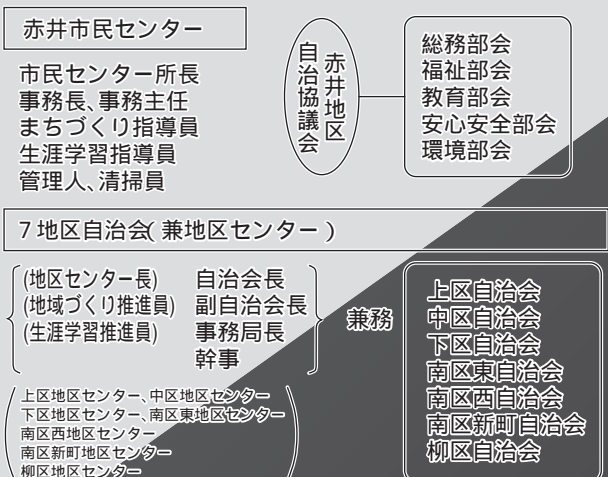 赤井市民センター
市民センター所長
事務長、事務主任
まちづくり指導員
生涯学習指導員
管理人、清掃員
赤井地区
自治協議会
総務部会
福祉部会
教育部会
安心安全部会
環境部会
7地区自治会(兼地区センター)
(地区センター長) 自治会長
(地域づくり推進員) 副自治会長
(生涯学習推進員) 事務局長
幹事
兼務
上区自治会
中区自治会
下区自治会
南区東自治会
南区西自治会
南区新町自治会
柳区自治会
上区地区センター、中区地区センター
下区地区センター、南区東地区センター
南区西地区センター
南区新町地区センター
柳区地区センター